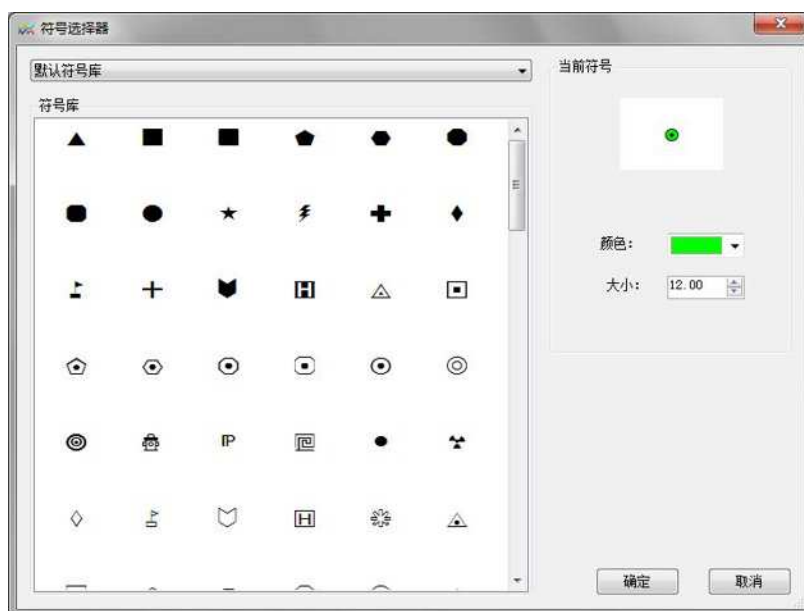 符号选择器
默认符号库
符号库
当前符号
颜色:
大小: 12.00
确定
取消